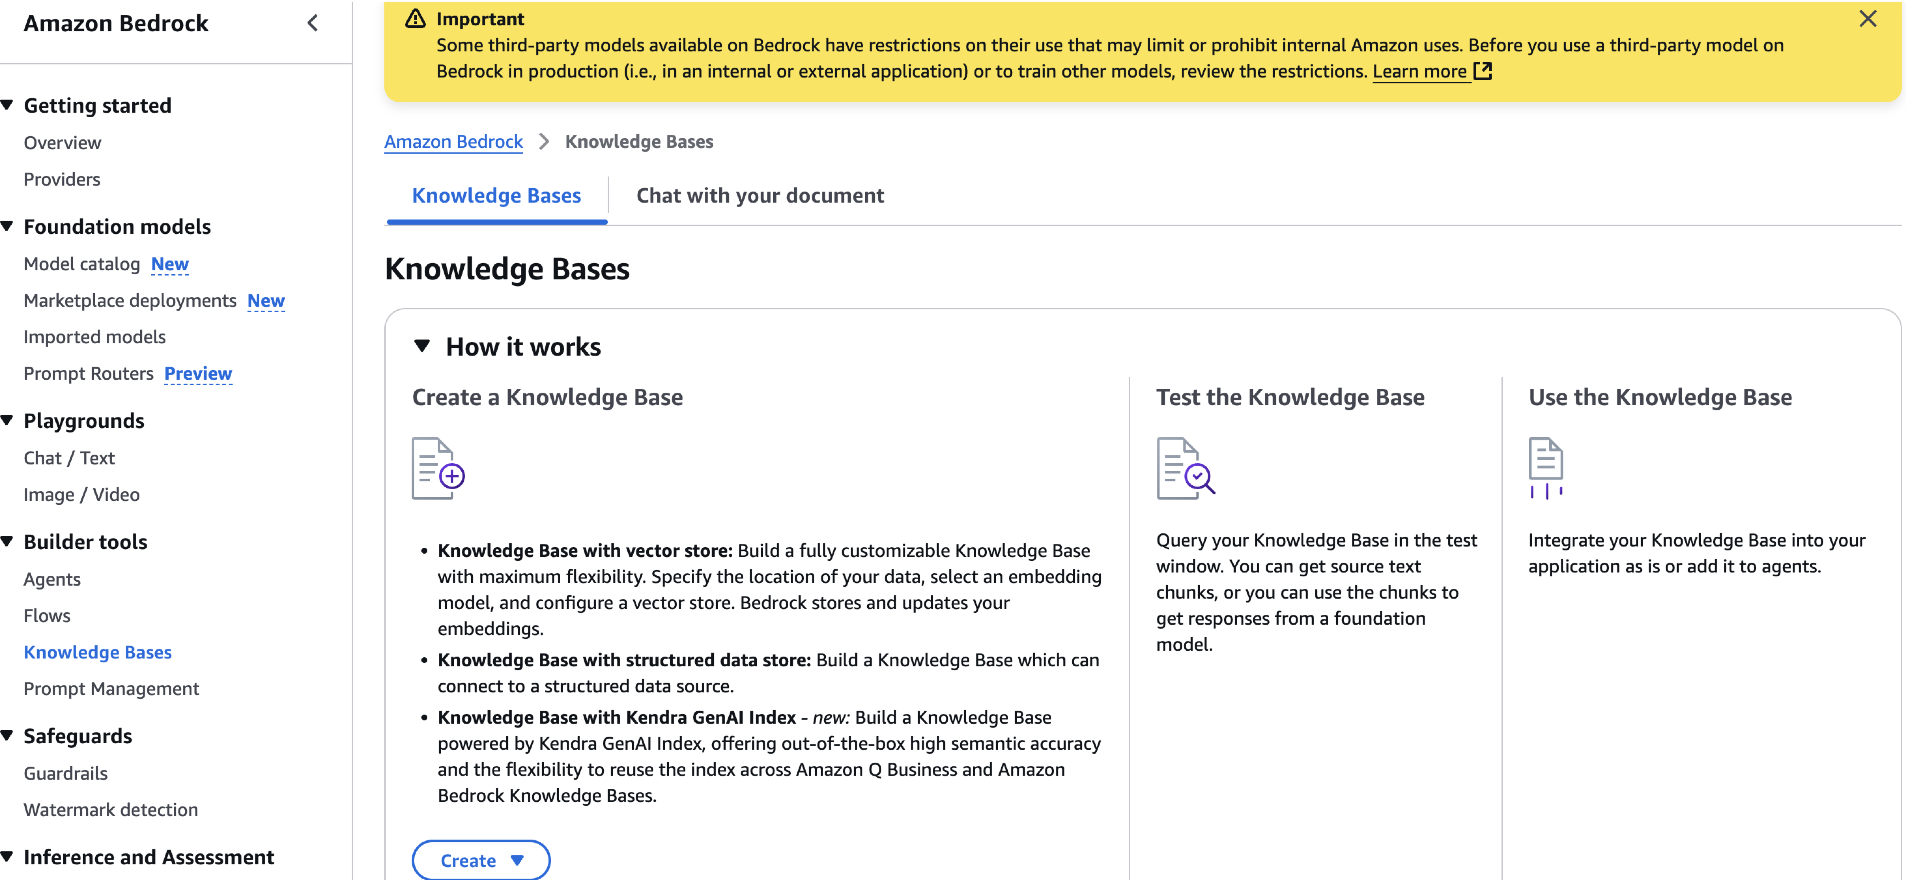 Amazon Bedrock
Getting started
Overview
Providers
Foundation models
Model catalog New
Marketplace deployments New
Imported models
Prompt Routers Preview
Playgrounds
Chat / Text
Image / Video
Builder tools
Agents
Flows
Knowledge Bases
Prompt Management
Safeguards
Guardrails
Watermark detection
Inference and Assessment
Important
Some third-party models available on Bedrock have restrictions on their use that may limit or prohibit internal Amazon uses. Before you use a third-party model on
Bedrock in production (i.e., in an internal or external application) or to train other models, review the restrictions. Learn more
Amazon Bedrock > Knowledge Bases
Knowledge Bases
Chat with your document
Knowledge Bases
How it works
Create a Knowledge Base
• Knowledge Base with vector store: Build a fully customizable Knowledge Base
with maximum flexibility. Specify the location of your data, select an embedding
model, and configure a vector store. Bedrock stores and updates your
embeddings.
• Knowledge Base with structured data store: Build a Knowledge Base which can
connect to a structured data source.
• Knowledge Base with Kendra GenAI Index - new: Build a Knowledge Base
powered by Kendra GenAI Index, offering out-of-the-box high semantic accuracy
and the flexibility to reuse the index across Amazon Q Business and Amazon
Bedrock Knowledge Bases.
Create
Test the Knowledge Base
Query your Knowledge Base in the test
window. You can get source text
chunks, or you can use the chunks to
get responses from a foundation
model.
Use the Knowledge Base
Integrate your Knowledge Base into your
application as is or add it to agents.